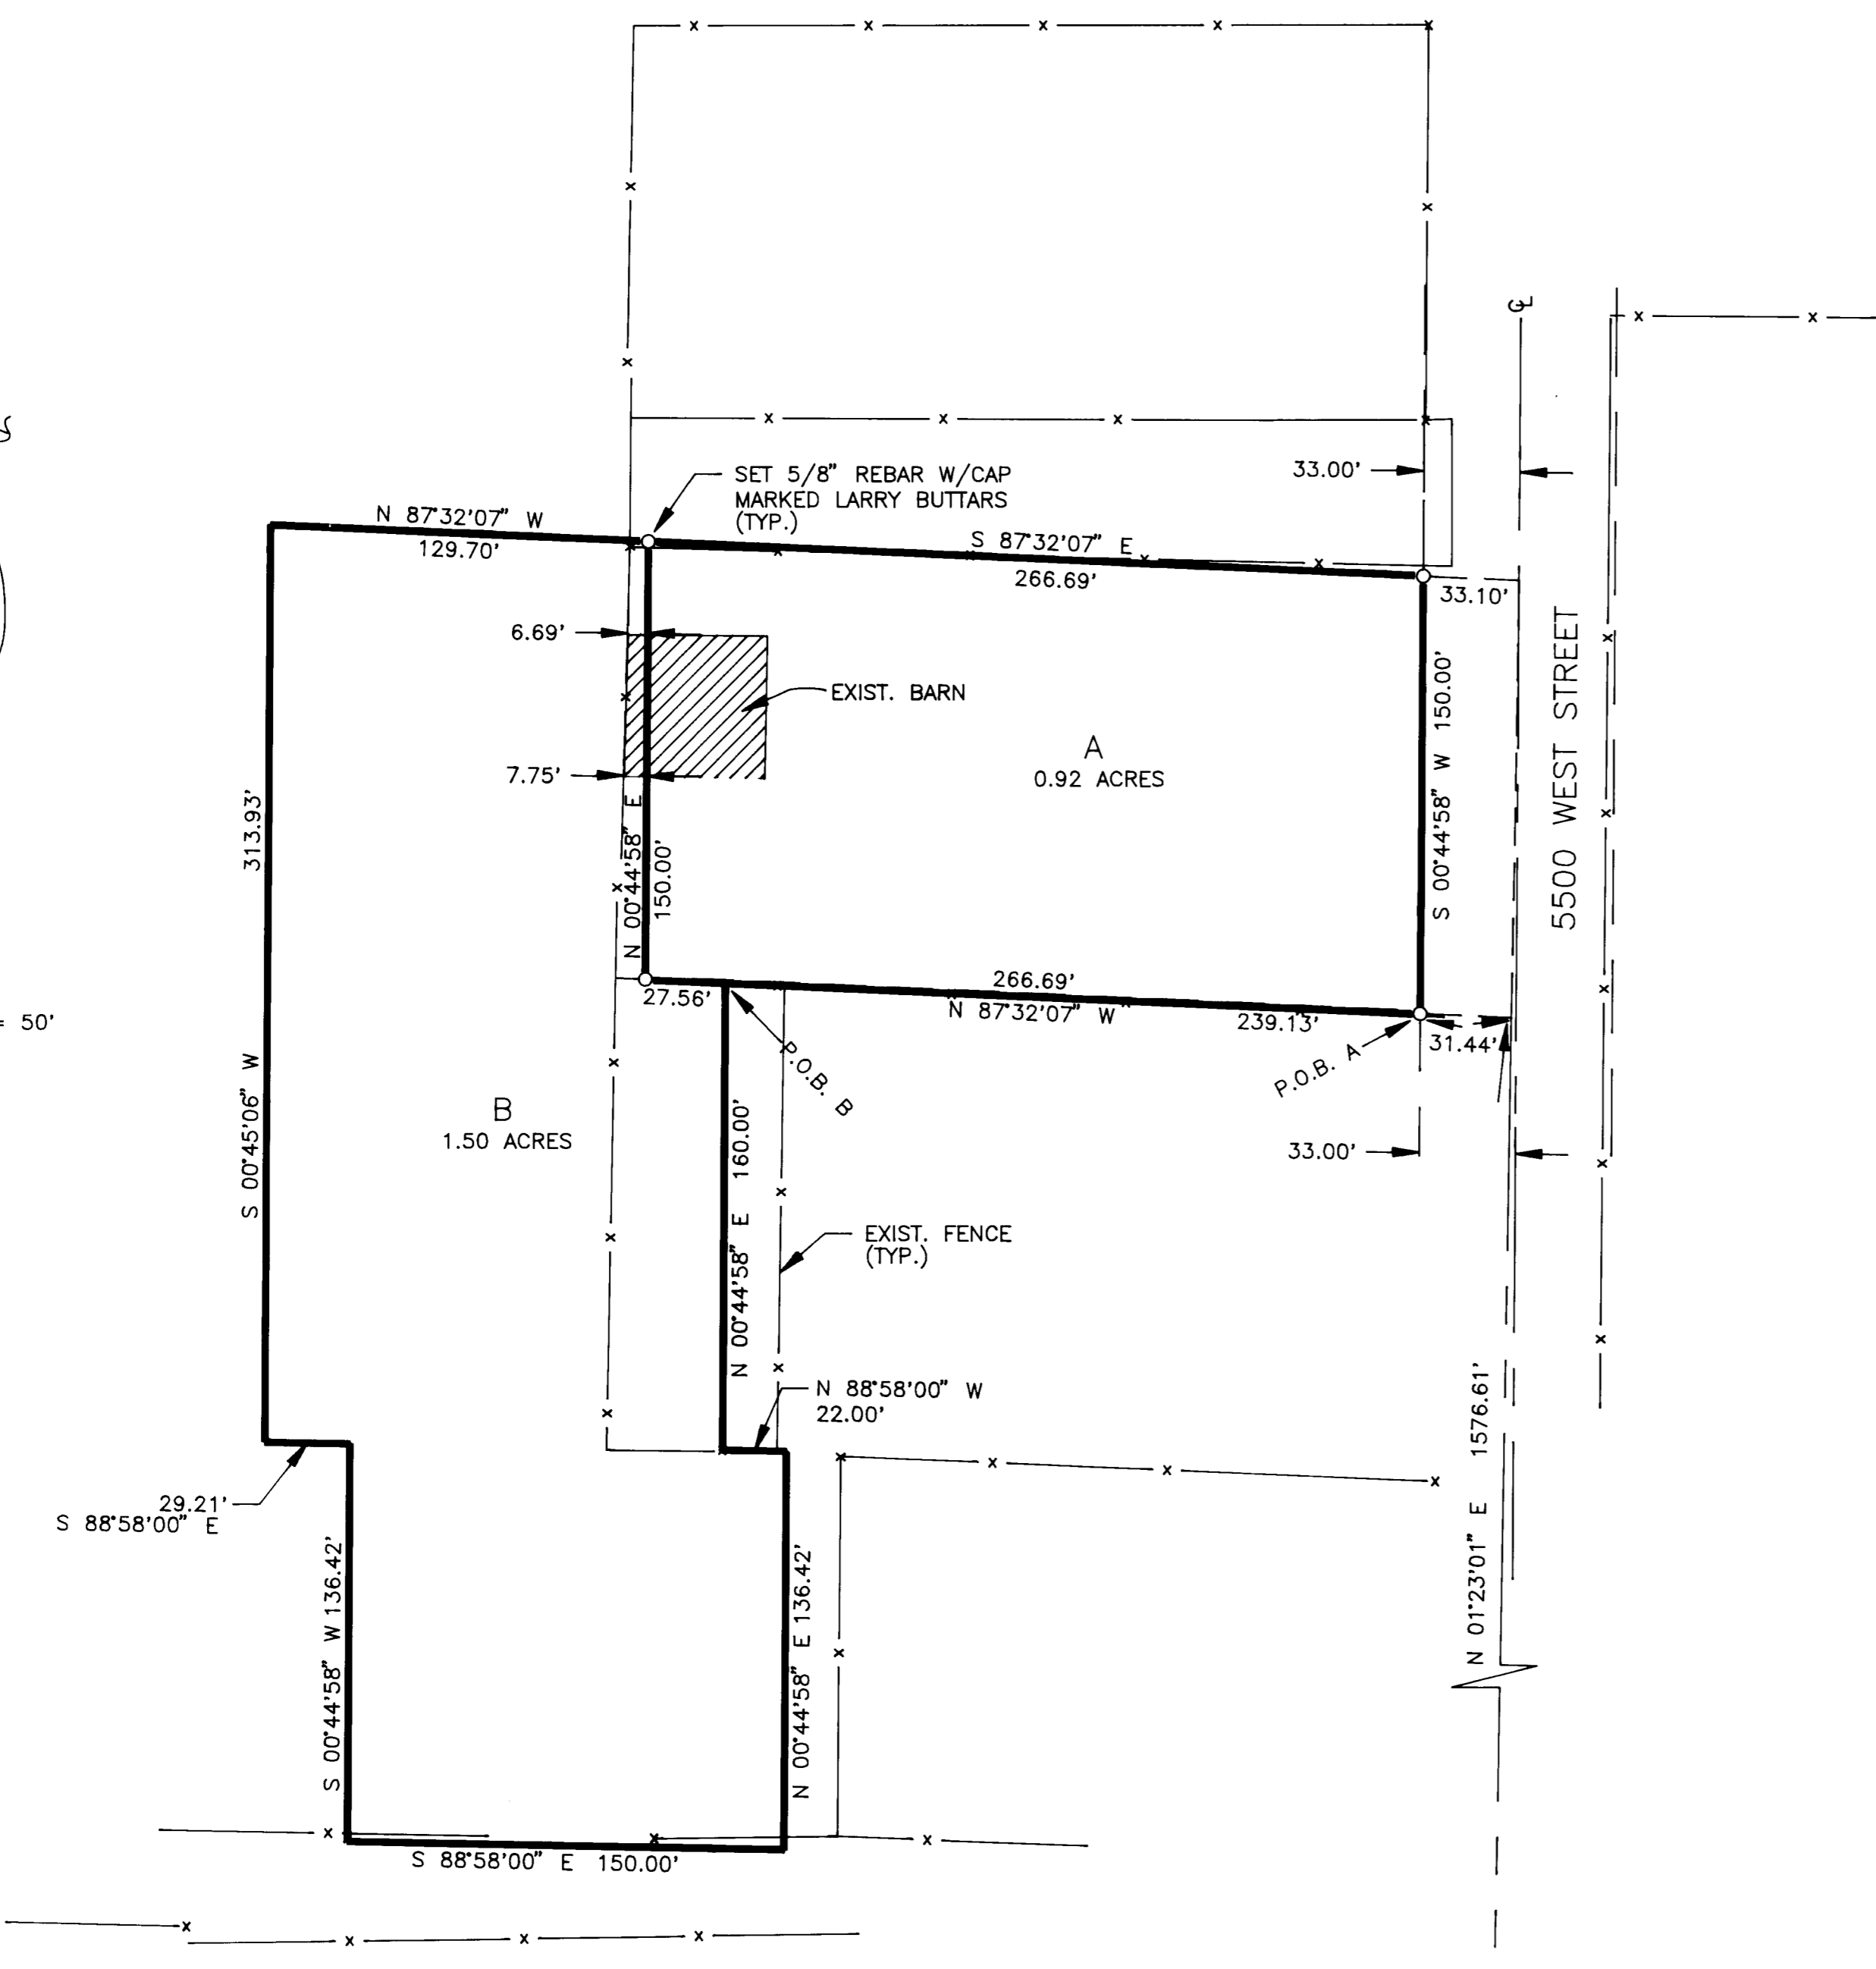 33.00'
SET 5/8" REBAR W/CAP
MARKED LARRY BUTTARS
(TYP.)
N 87°32'07" W
129.70'
S 87°32'07" E
266.69'
33.10'
6.69'
EXIST. BARN
7.75'
A
0.92 ACRES
S 00°44'58" W 150.00'
5500 WEST STREET
313.93'
S 00°45'06" W
N 00°44'58" E
150.00'
= 50'
27.56'
266.69'
N 87°32'07" W
239.13'
31.44'
P.O.B. A
P.O.B. B
B
1.50 ACRES
33.00'
N 00°44'58" E 160.00'
EXIST. FENCE
(TYP.)
N 88°58'00" W
22.00'
29.21'
S 88°58'00" E
S 00°44'58" W 136.42'
N 00°44'58" E 136.42'
N 01°23'01" E 1576.61'
S 88°58'00" E 150.00'